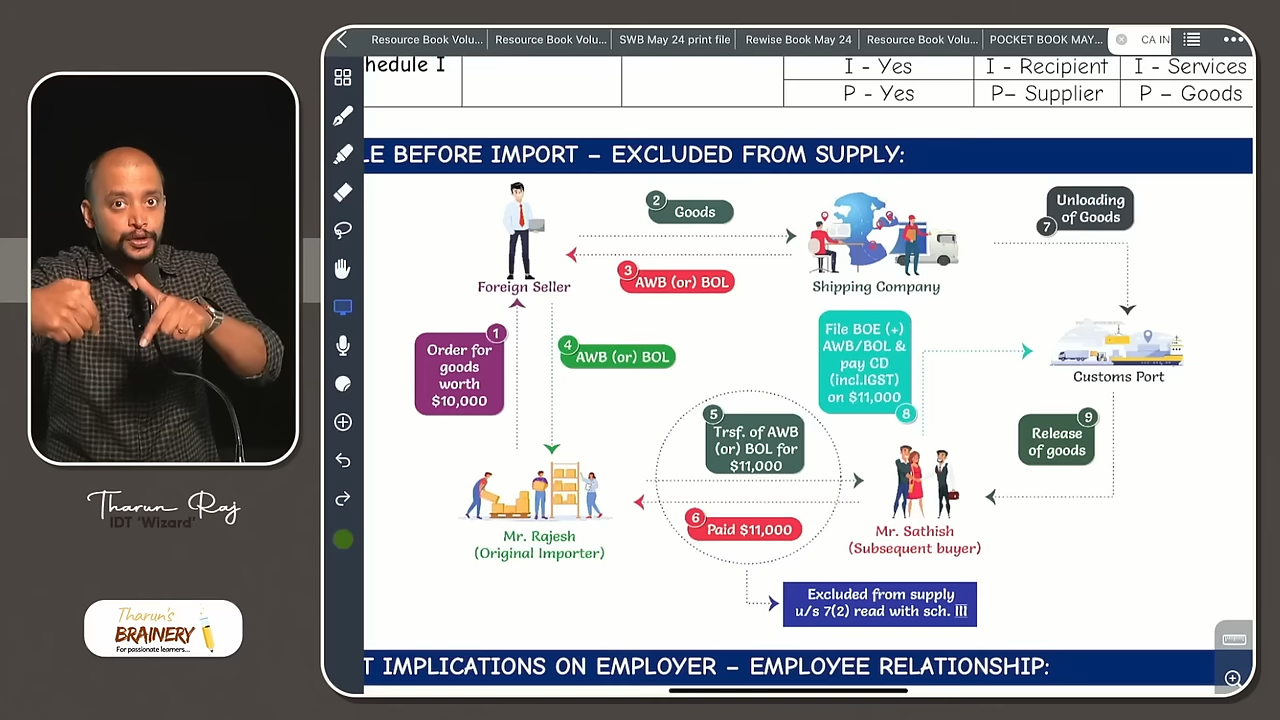 Resource Book Volu...
Resource Book Volu...
SWB May 24 print file
Rewise Book May 24
Resource Book Volu...
POCKET BOOK MAY...
CA IN
hedule I
I - Yes
I - Recipient
I - Services
P - Yes
P– Supplier
P – Goods
LE BEFORE IMPORT – EXCLUDED FROM SUPPLY:
2
Goods
3
AWB (or) BOL
Foreign Seller
Shipping Company
Unloading
of Goods
7
1
Order for
goods
worth
$10,000
4
AWB (or) BOL
File BOE (+)
AWB/BOL &
pay CD
(incl.IGST)
on $11,000
8
Customs Port
5
Trsf. of AWB
(or) BOL for
$11,000
9
Release
of goods
6
Paid $11,000
Mr. Rajesh
(Original Importer)
Mr. Sathish
(Subsequent buyer)
Excluded from supply
u/s 7(2) read with sch. III
T IMPLICATIONS ON EMPLOYER – EMPLOYEE RELATIONSHIP:
Tharun Raj
IDT 'Wizard'
Tharun's
BRAINERY
For passionate learners...